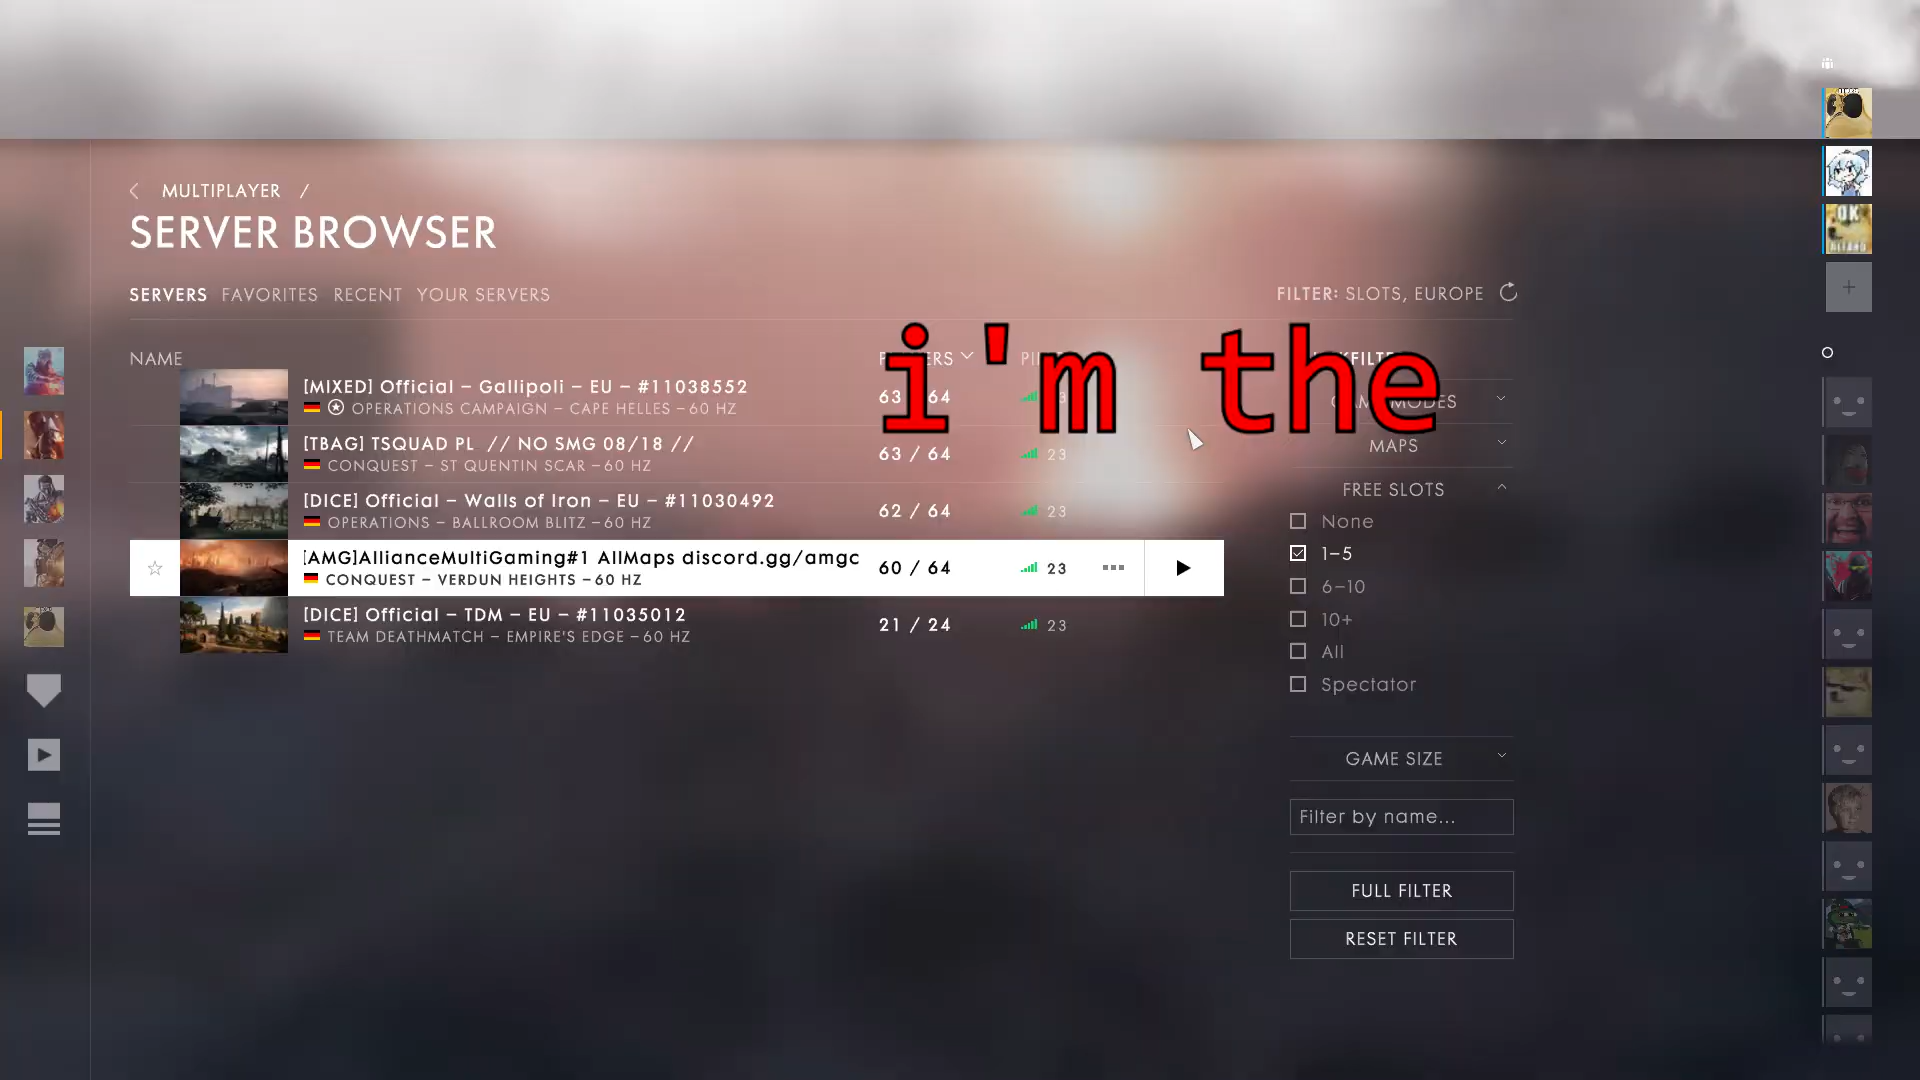 MULTIPLAYER /
SERVER BROWSER
SERVERS FAVORITES RECENT YOUR SERVERS
FILTER: SLOTS, EUROPE
i'm the
NAME
[MIXED] Official – Gallipoli – EU – #11038552
OPERATIONS CAMPAIGN – CAPE HELLES – 60 HZ
63 64
[TBAG] TSQUAD PL // NO SMG 08/18 //
CONQUEST – ST QUENTIN SCAR – 60 HZ
63 / 64
23
[DICE] Official – Walls of Iron – EU – #11030492
OPERATIONS – BALLROOM BLITZ – 60 HZ
62 / 64
23
[AMG]AllianceMultiGaming#1 AllMaps discord.gg/amgc
CONQUEST – VERDUN HEIGHTS – 60 HZ
60 / 64
23
[DICE] Official – TDM – EU – #11035012
TEAM DEATHMATCH – EMPIRE'S EDGE – 60 HZ
21 / 24
23
MAPS
FREE SLOTS
None
1–5
6–10
10+
All
Spectator
GAME SIZE
Filter by name...
FULL FILTER
RESET FILTER
OK